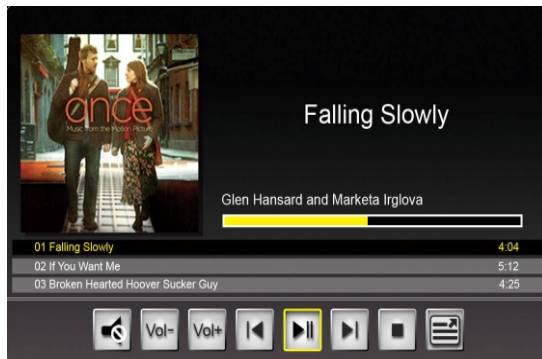 once
Music from the Motion Picture
Falling Slowly
Glen Hansard and Marketa Irglova
01 Falling Slowly 4:04
02 If You Want Me 5:12
03 Broken Hearted Hoover Sucker Guy 4:25
Vol- Vol+